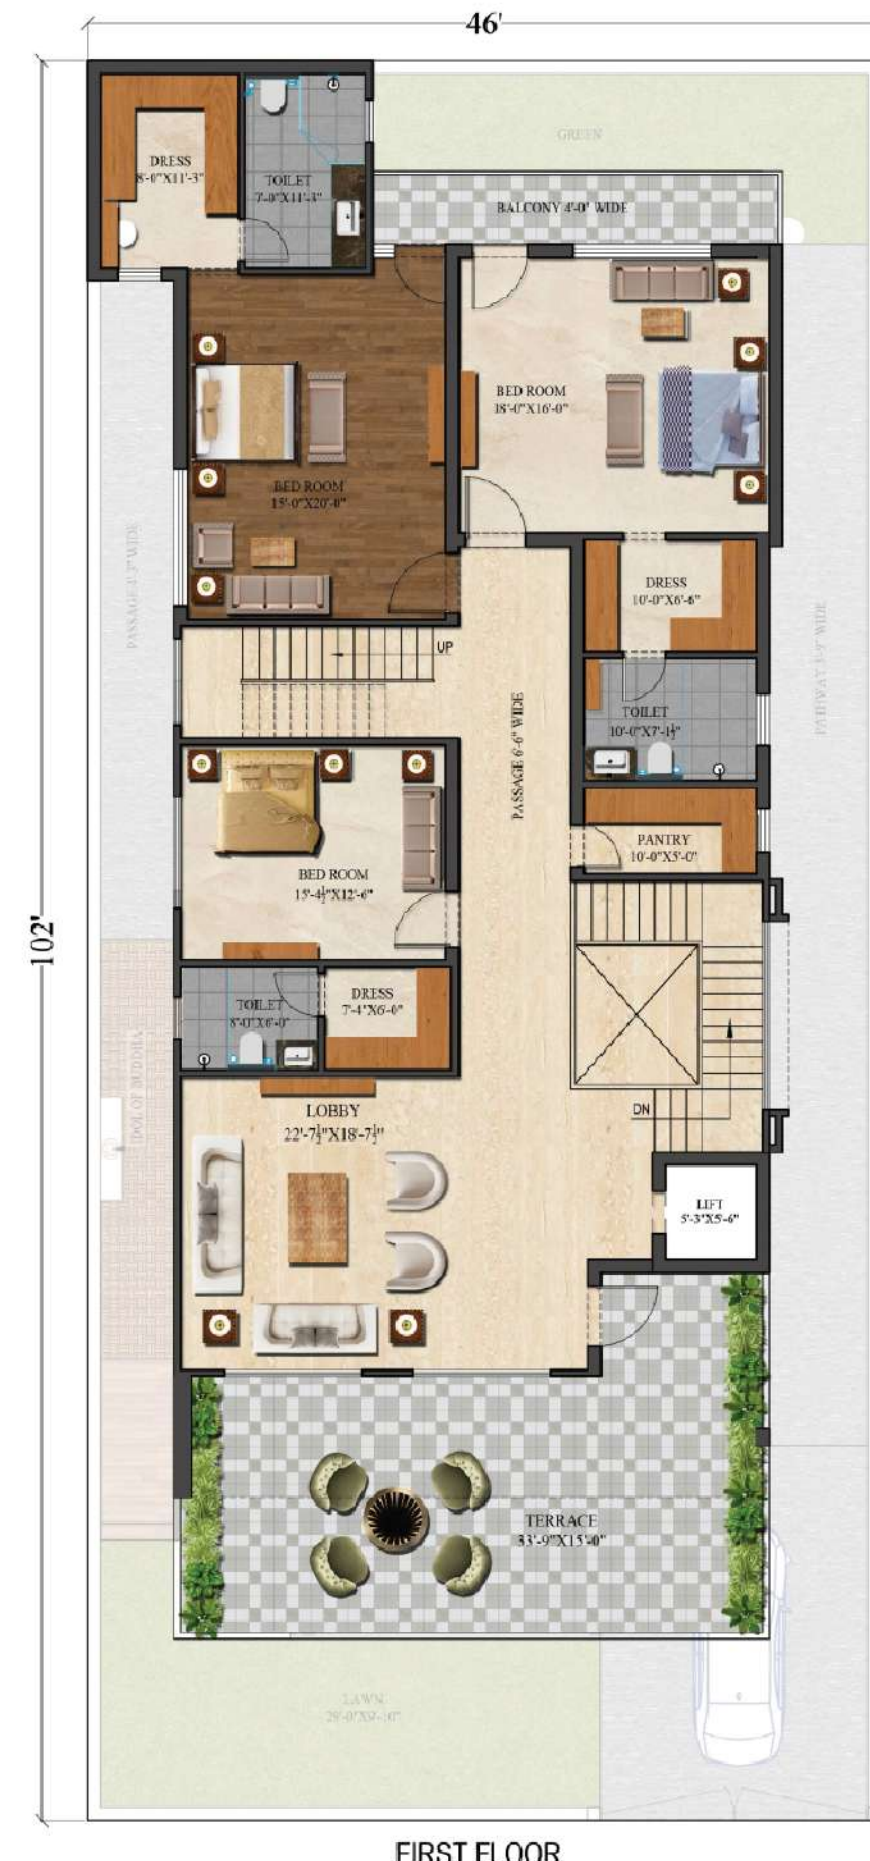 46'
GREEN
DRESS
8'-0"X11'-3"
TOILET
7'-0"X11'-3"
BALCONY 4'-0" WIDE
BED ROOM
18'-0"X16'-0"
BED ROOM
15'-0"X20'-0"
DRESS
10'-0"X6'-6"
UP
PASSAGE WIDE
PATHWAY WIDE
PASSAGE 6'-6" WIDE
TOILET
10'-0"X7'-1½"
PANTRY
10'-0"X5'-0"
BED ROOM
15'-4½"X12'-6"
102'
TOILET
8'-0"X6'-0"
DRESS
7'-4"X6'-0"
IDOL OF BUDDHA
LOBBY
22'-7½"X18'-7½"
DN
LIFT
5'-3"X5'-6"
TERRACE
33'-9"X15'-0"
LAWN
FIRST FLOOR